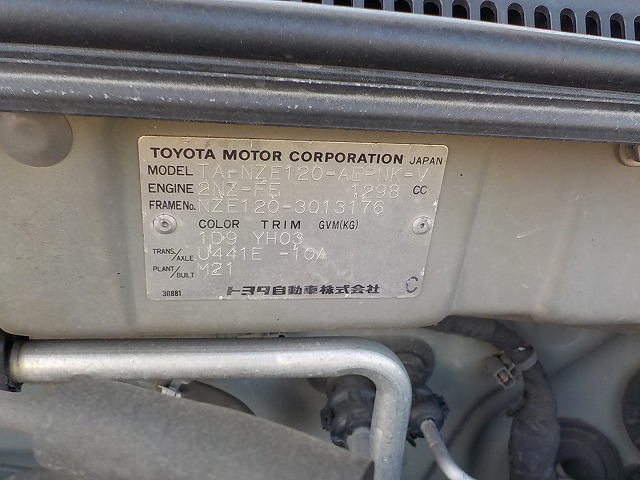 TOYOTA MOTOR CORPORATION JAPAN
MODEL TA-NZE120-AEPNK-V
ENGINE 2NZ-FE 1298 CC
FRAME No. NZE120-3013176
COLOR TRIM GVM(KG)
1D9 YH03
TRANS./AXLE U441E -10A
PLANT/BUILT M21
30881 トヨタ自動車株式会社 C